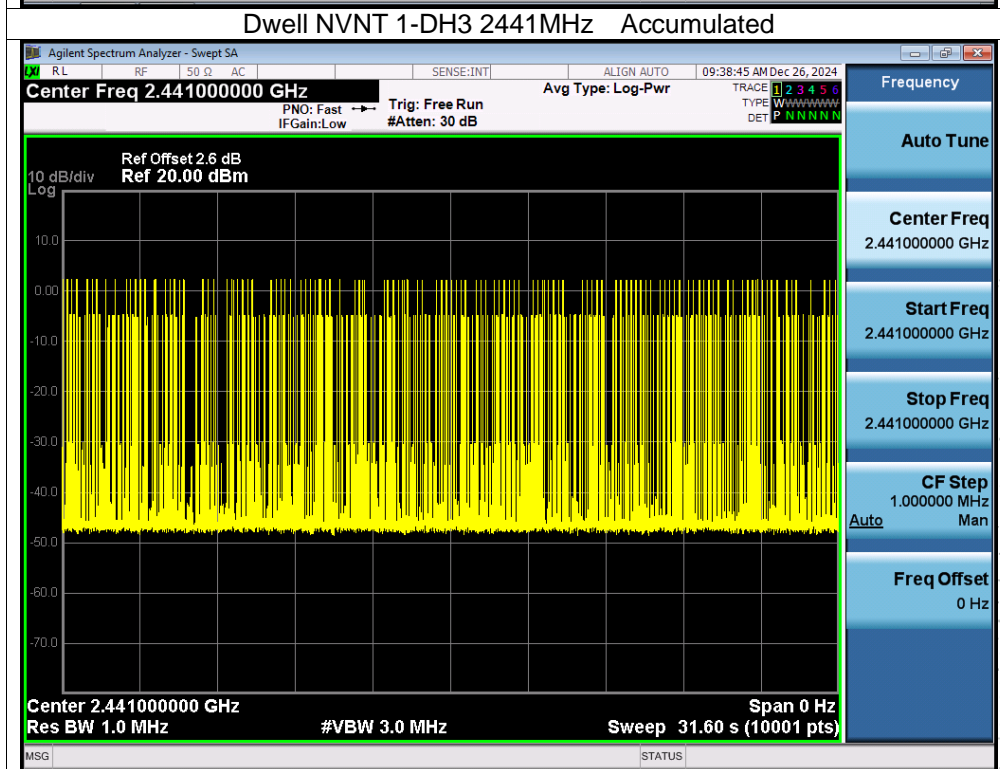 Dwell NVNT 1-DH3 2441MHz Accumulated
Agilent Spectrum Analyzer - Swept SA
LXI RL RF 50 Ω AC SENSE:INT ALIGN AUTO 09:38:45 AM Dec 26, 2024
Center Freq 2.441000000 GHz
PNO: Fast
IFGain:Low
Trig: Free Run
#Atten: 30 dB
Avg Type: Log-Pwr
TRACE 1 2 3 4 5 6
TYPE WWWWWWW
DET P N N N N N
Ref Offset 2.6 dB
10 dB/div Ref 20.00 dBm
Log
10.0
0.00
-10.0
-20.0
-30.0
-40.0
-50.0
-60.0
-70.0
Center 2.441000000 GHz Span 0 Hz
Res BW 1.0 MHz #VBW 3.0 MHz Sweep 31.60 s (10001 pts)
MSG STATUS
Frequency
Auto Tune
Center Freq
2.441000000 GHz
Start Freq
2.441000000 GHz
Stop Freq
2.441000000 GHz
CF Step
1.000000 MHz
Auto Man
Freq Offset
0 Hz